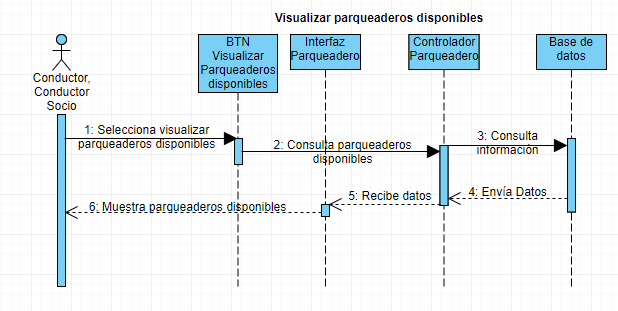 Visualizar parqueaderos disponibles
Conductor,
Conductor
Socio
BTN
Visualizar
Parqueaderos
disponibles
Interfaz
Parqueadero
Controlador
Parqueadero
Base de
datos
1: Selecciona visualizar
parqueaderos disponibles
2: Consulta parqueaderos
disponibles
3: Consulta
información
4: Envía Datos
5: Recibe datos
6: Muestra parqueaderos disponibles